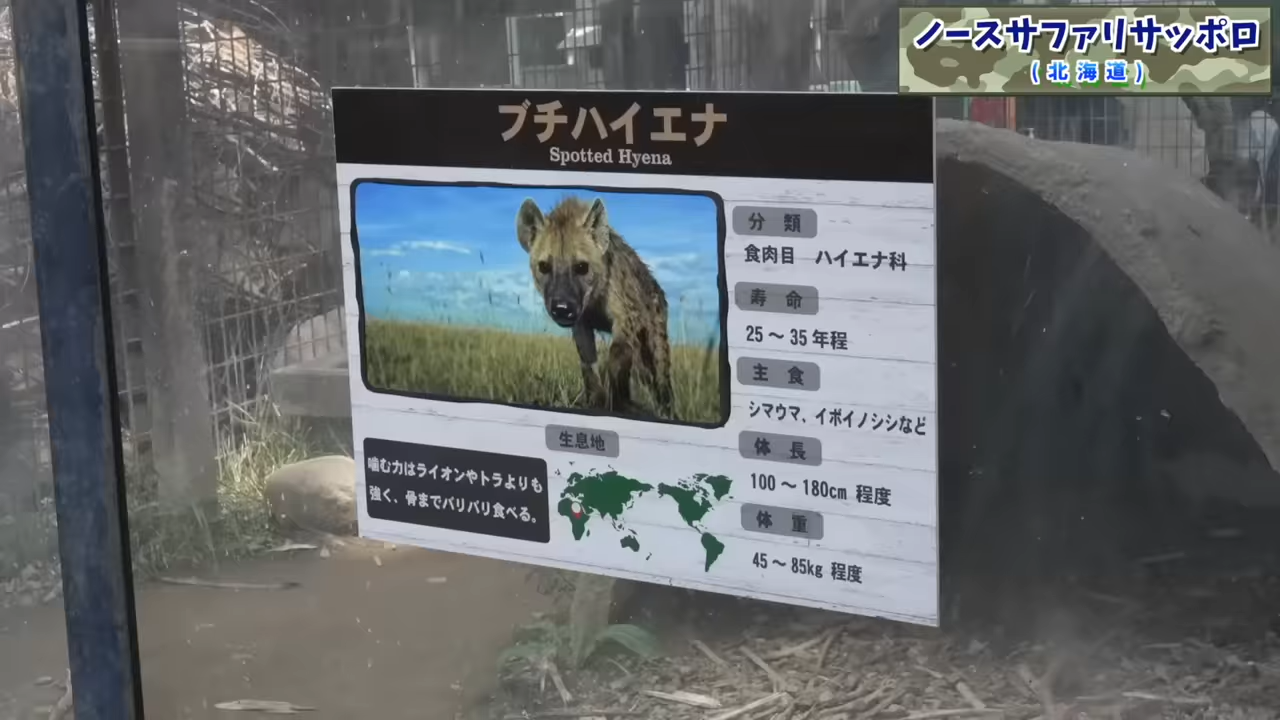 ノースサファリサッポロ
(北海道)
ブチハイエナ
Spotted Hyena
分類
食肉目 ハイエナ科
寿命
25～35年程
主食
シマウマ、イボイノシシなど
体長
100～180cm 程度
体重
45～85kg 程度
生息地
噛む力はライオンやトラよりも
強く、骨までバリバリ食べる。